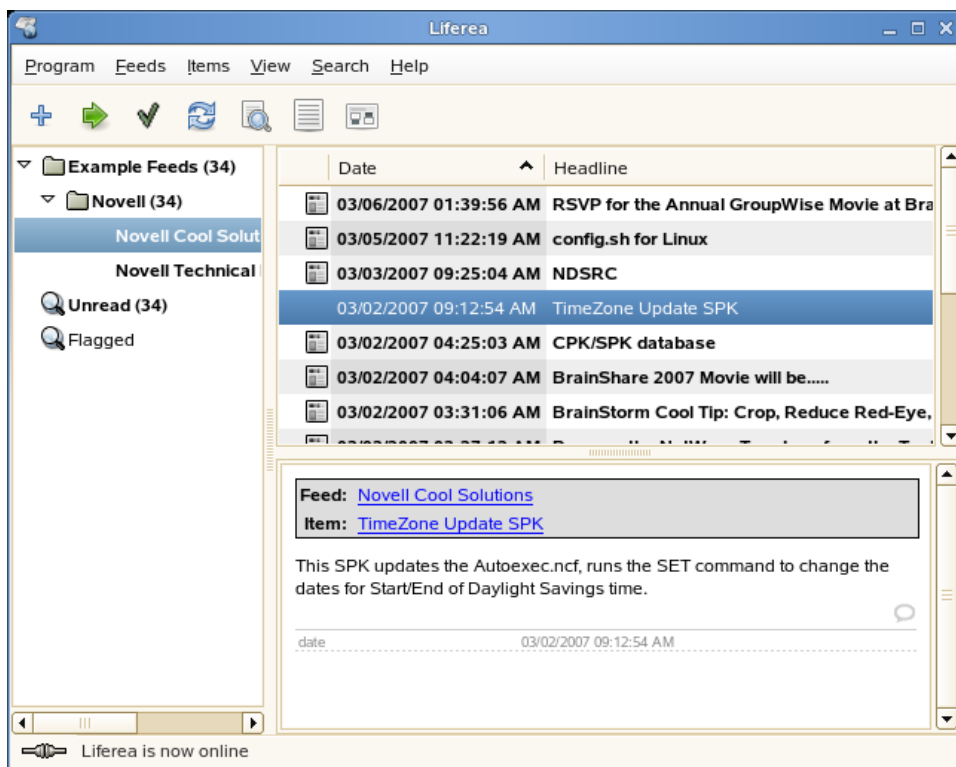 Liferea
Program Feeds Items View Search Help
Example Feeds (34)
Novell (34)
Novell Cool Solut
Novell Technical
Unread (34)
Flagged
Date Headline
03/06/2007 01:39:56 AM RSVP for the Annual GroupWise Movie at Bra
03/05/2007 11:22:19 AM config.sh for Linux
03/03/2007 09:25:04 AM NDSRC
03/02/2007 09:12:54 AM TimeZone Update SPK
03/02/2007 04:25:03 AM CPK/SPK database
03/02/2007 04:04:07 AM BrainShare 2007 Movie will be.....
03/02/2007 03:31:06 AM BrainStorm Cool Tip: Crop, Reduce Red-Eye,
Feed: Novell Cool Solutions
Item: TimeZone Update SPK
This SPK updates the Autoexec.ncf, runs the SET command to change the
dates for Start/End of Daylight Savings time.
date 03/02/2007 09:12:54 AM
Liferea is now online